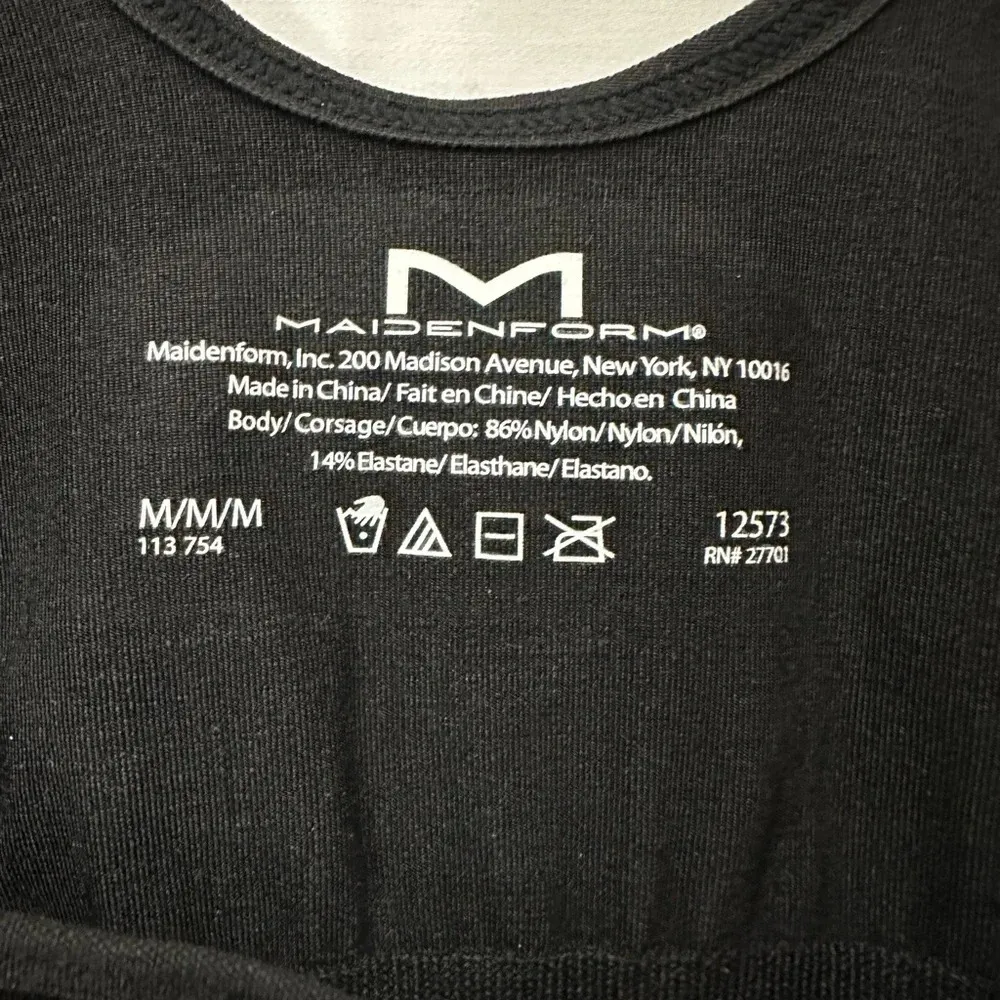 M
MAIDENFORM®
Maidenform, Inc. 200 Madison Avenue, New York, NY 10016
Made in China/ Fait en Chine/ Hecho en China
Body/Corsage/Cuerpo: 86% Nylon/Nylon/Nilón,
14% Elastane/Elasthane/Elastano.
M/M/M
113 754
12573
RN# 27701